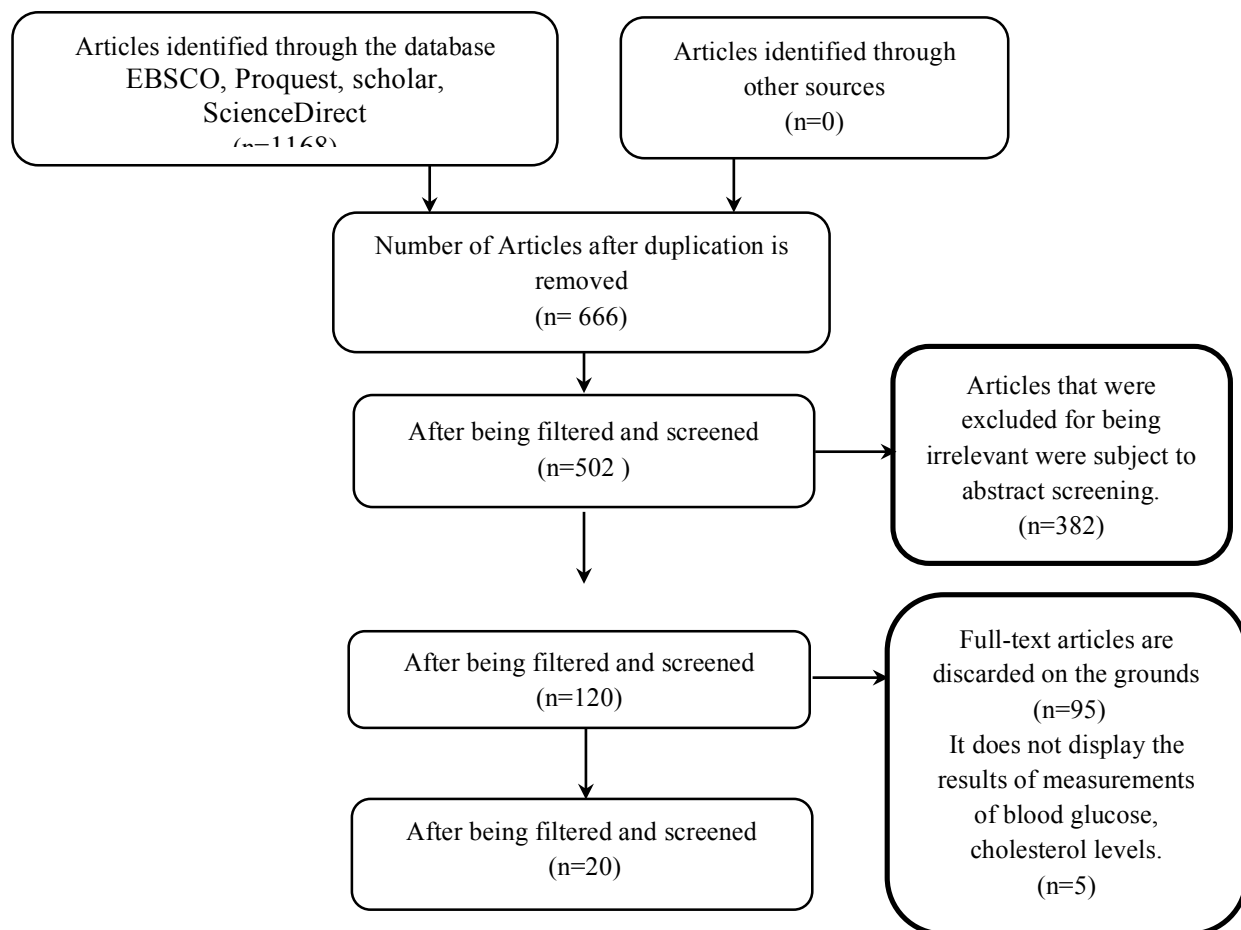 Articles identified through the database
EBSCO, Proquest, scholar,
ScienceDirect
(n=1168)
Articles identified through
other sources
(n=0)
Number of Articles after duplication is
removed
(n= 666)
After being filtered and screened
(n=502 )
Articles that were
excluded for being
irrelevant were subject to
abstract screening.
(n=382)
After being filtered and screened
(n=120)
Full-text articles are
discarded on the grounds
(n=95)
It does not display the
results of measurements
of blood glucose,
cholesterol levels.
(n=5)
After being filtered and screened
(n=20)